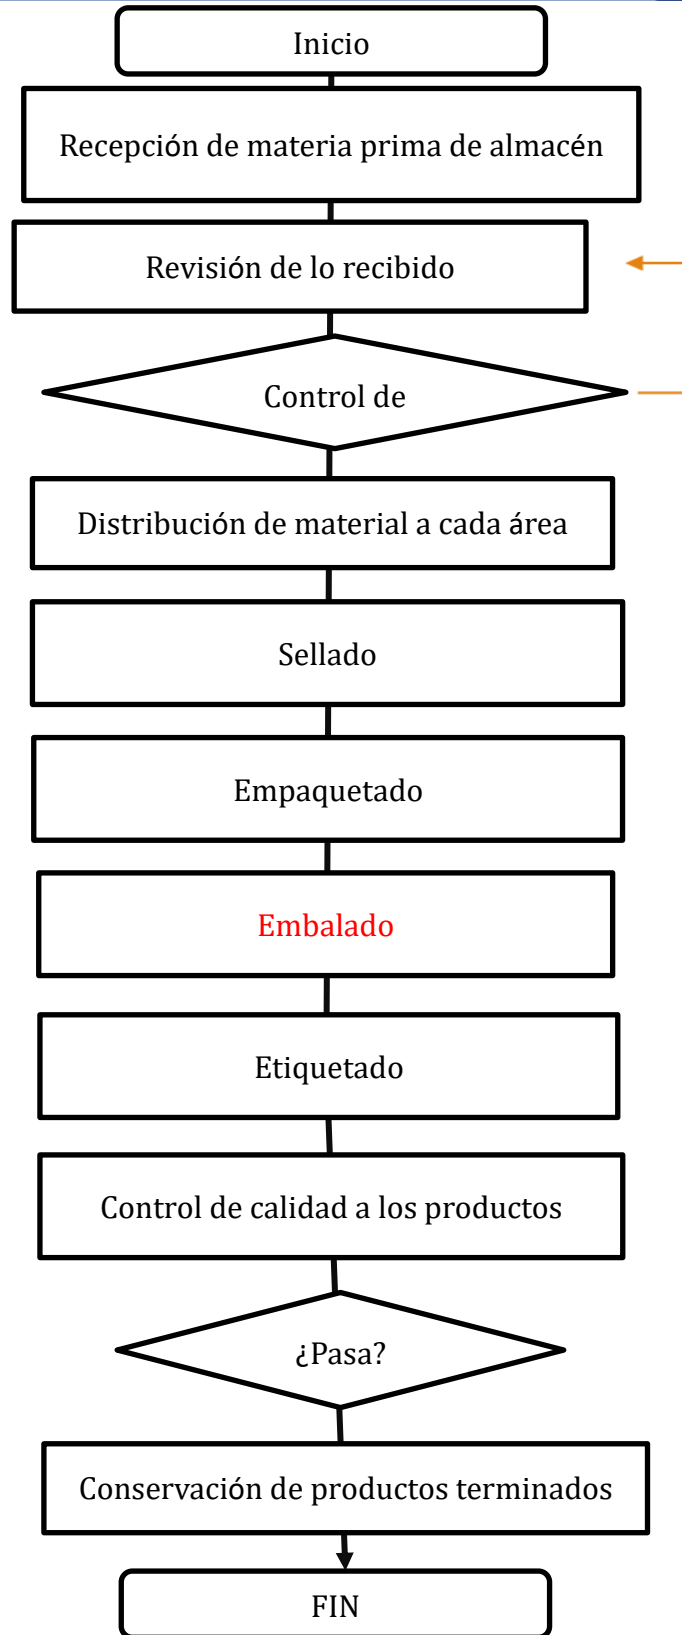 Inicio
Recepción de materia prima de almacén
Revisión de lo recibido
Control de
Distribución de material a cada área
Sellado
Empaquetado
Embalado
Etiquetado
Control de calidad a los productos
¿Pasa?
Conservación de productos terminados
FIN